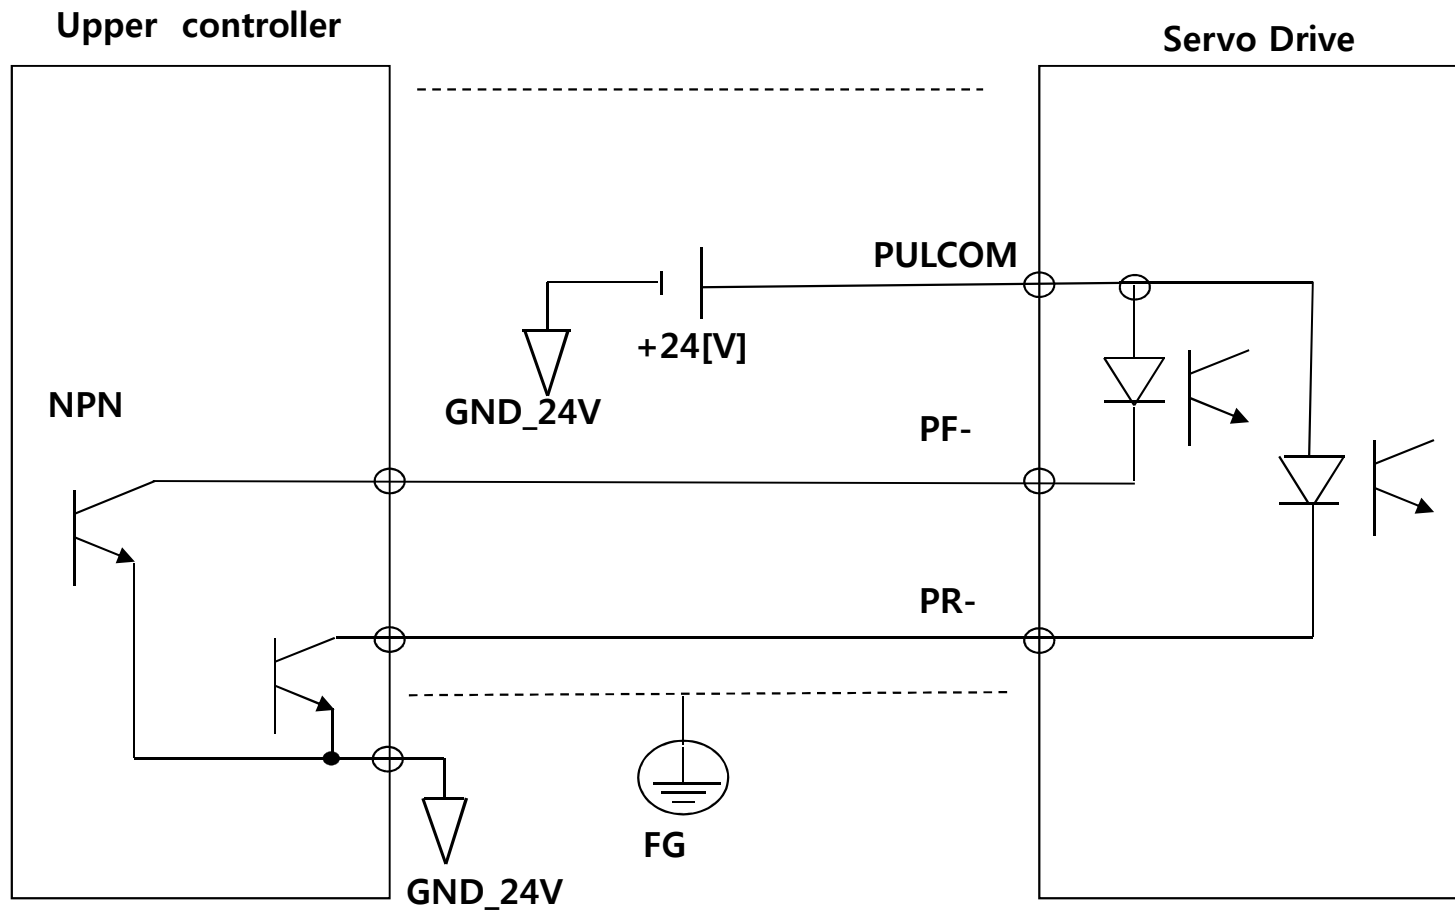 Upper controller
Servo Drive
PULCOM
+24[V]
GND_24V
NPN
PF-
PR-
FG
GND_24V